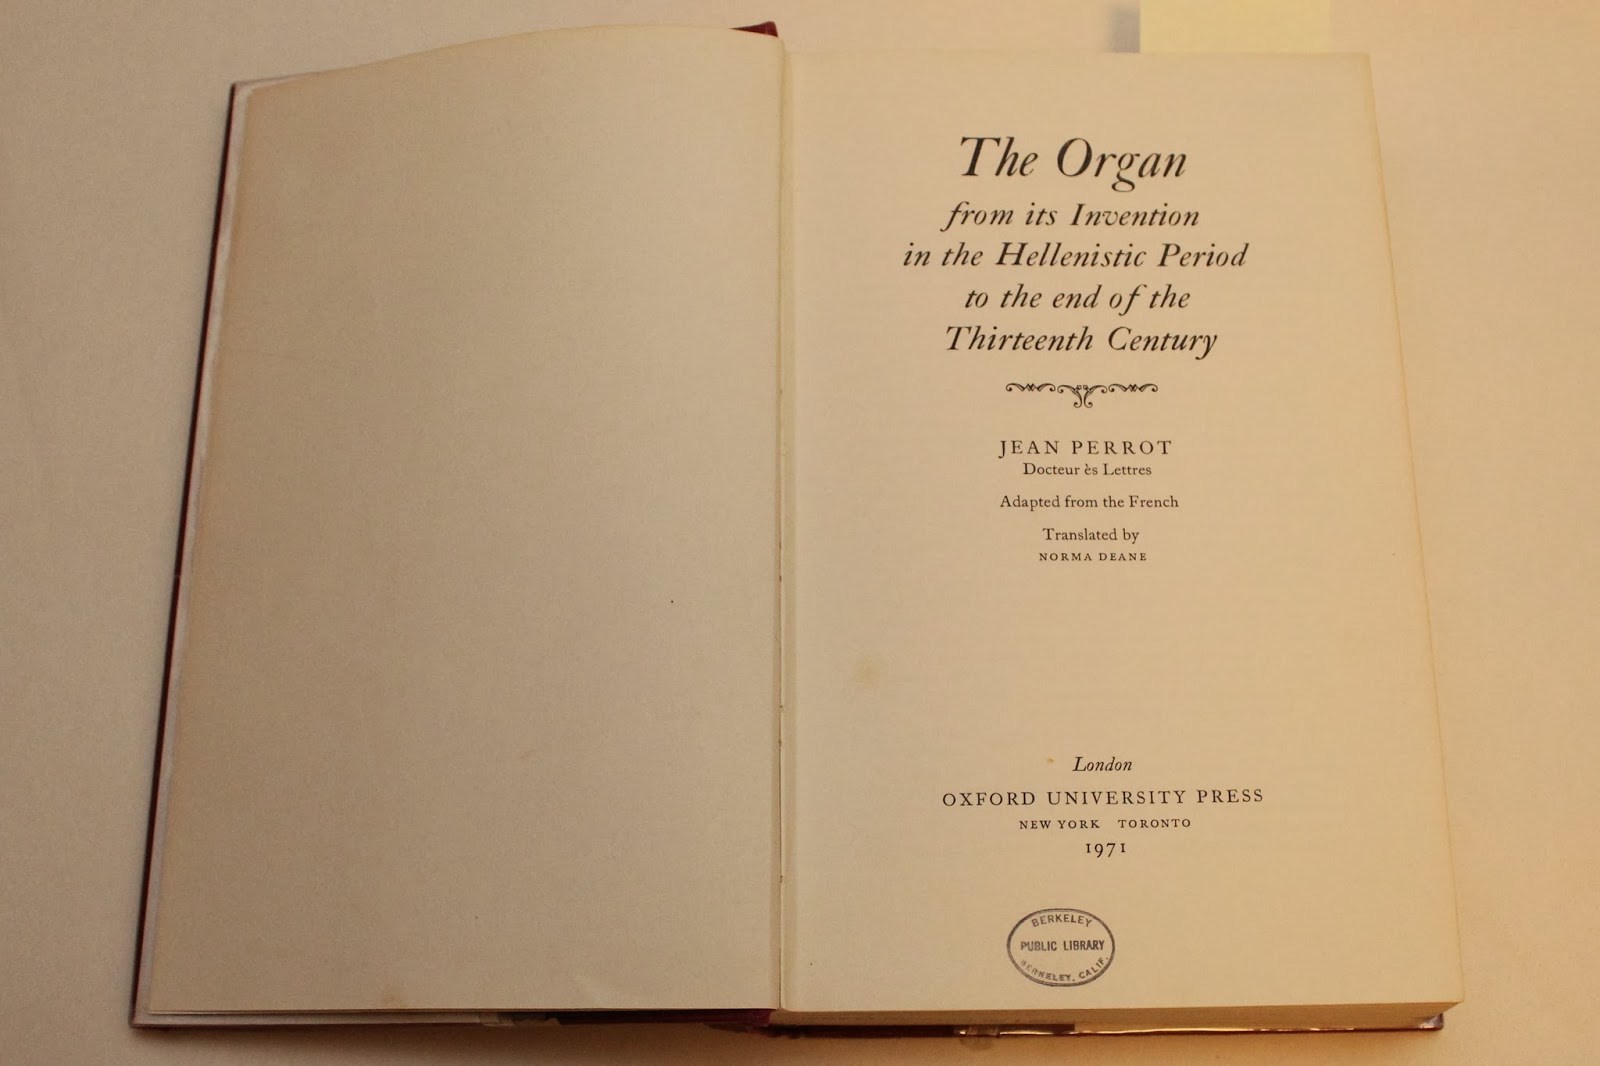 The Organ
from its Invention
in the Hellenistic Period
to the end of the
Thirteenth Century
JEAN PERROT
Docteur ès Lettres
Adapted from the French
Translated by
NORMA DEANE
London
OXFORD UNIVERSITY PRESS
NEW YORK TORONTO
1971
BERKELEY
PUBLIC LIBRARY
BERKELEY, CALIF.